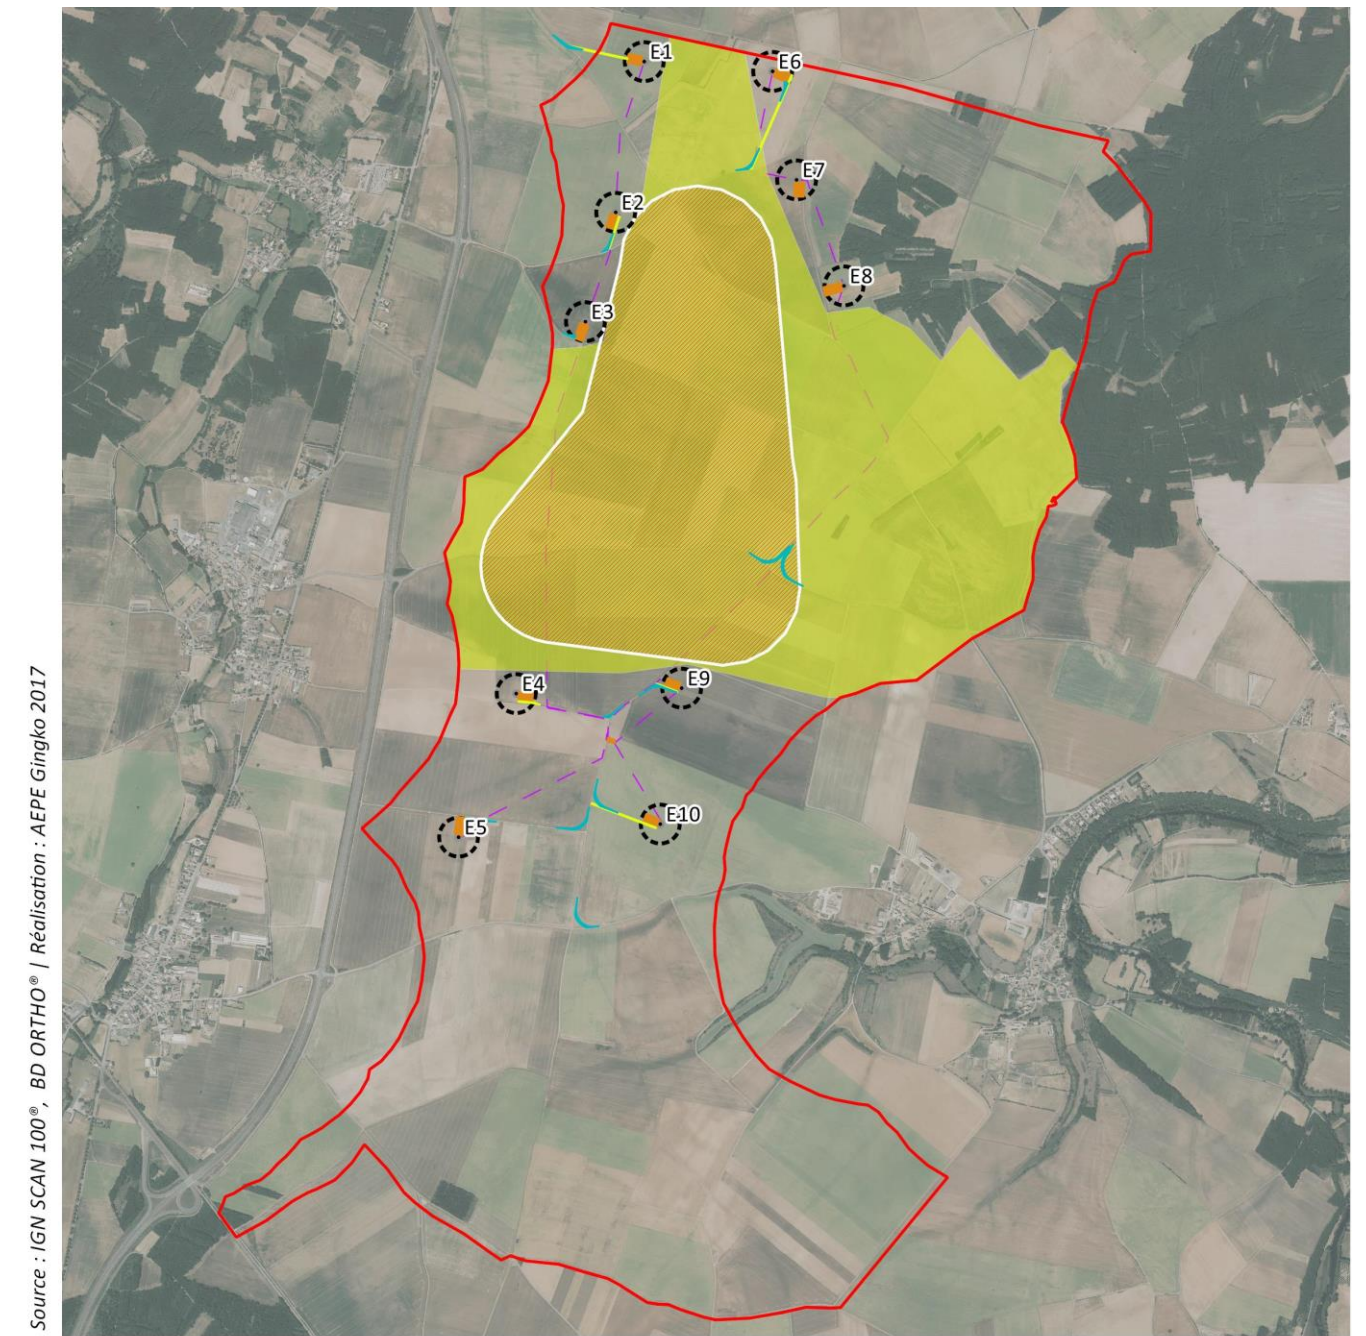 E1
E6
E7
E2
E8
E3
E4
E9
E5
E10
Source : IGN SCAN 100®, BD ORTHO® | Réalisation : AEPE Gingko 2017